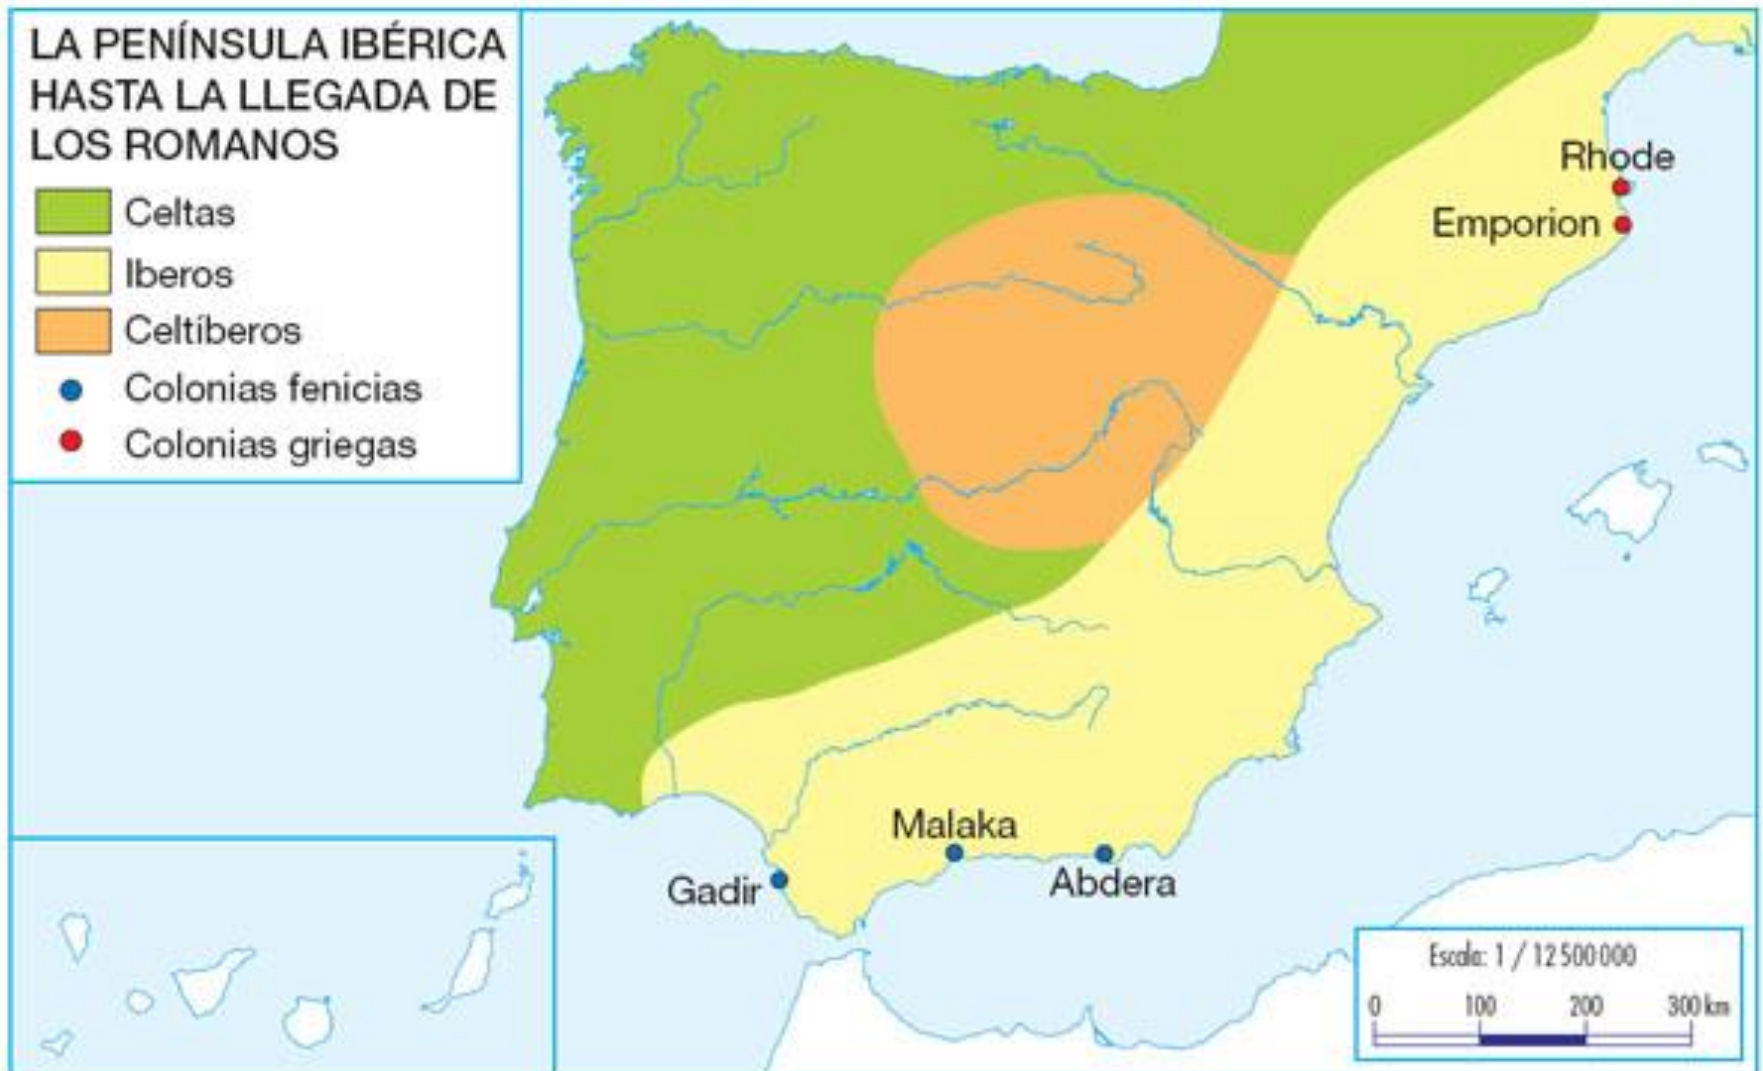 LA PENÍNSULA IBÉRICA
HASTA LA LLEGADA DE
LOS ROMANOS
Celtas
Iberos
Celtíberos
Colonias fenicias
Colonias griegas
Rhode
Emporion
Malaka
Abdera
Gadir
Escala: 1 / 12 500 000
0 100 200 300 km